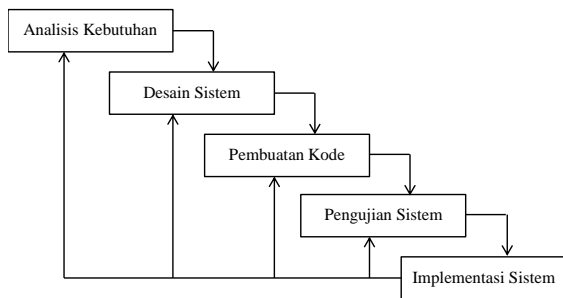 Analisis Kebutuhan
Desain Sistem
Pembuatan Kode
Pengujian Sistem
Implementasi Sistem